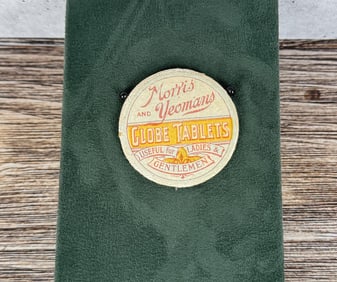 Morris
AND Yeomans
GLOBE TABLETS
USEFUL for LADIES &
GENTLEMEN